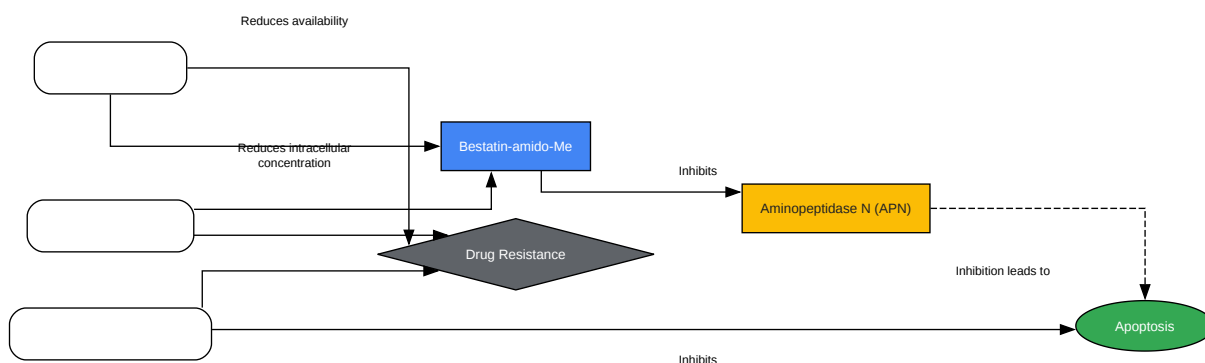 Reduces availability
Reduces intracellular
concentration
Bestatin-amido-Me
Inhibits
Aminopeptidase N (APN)
Drug Resistance
Inhibition leads to
Apoptosis
Inhibits